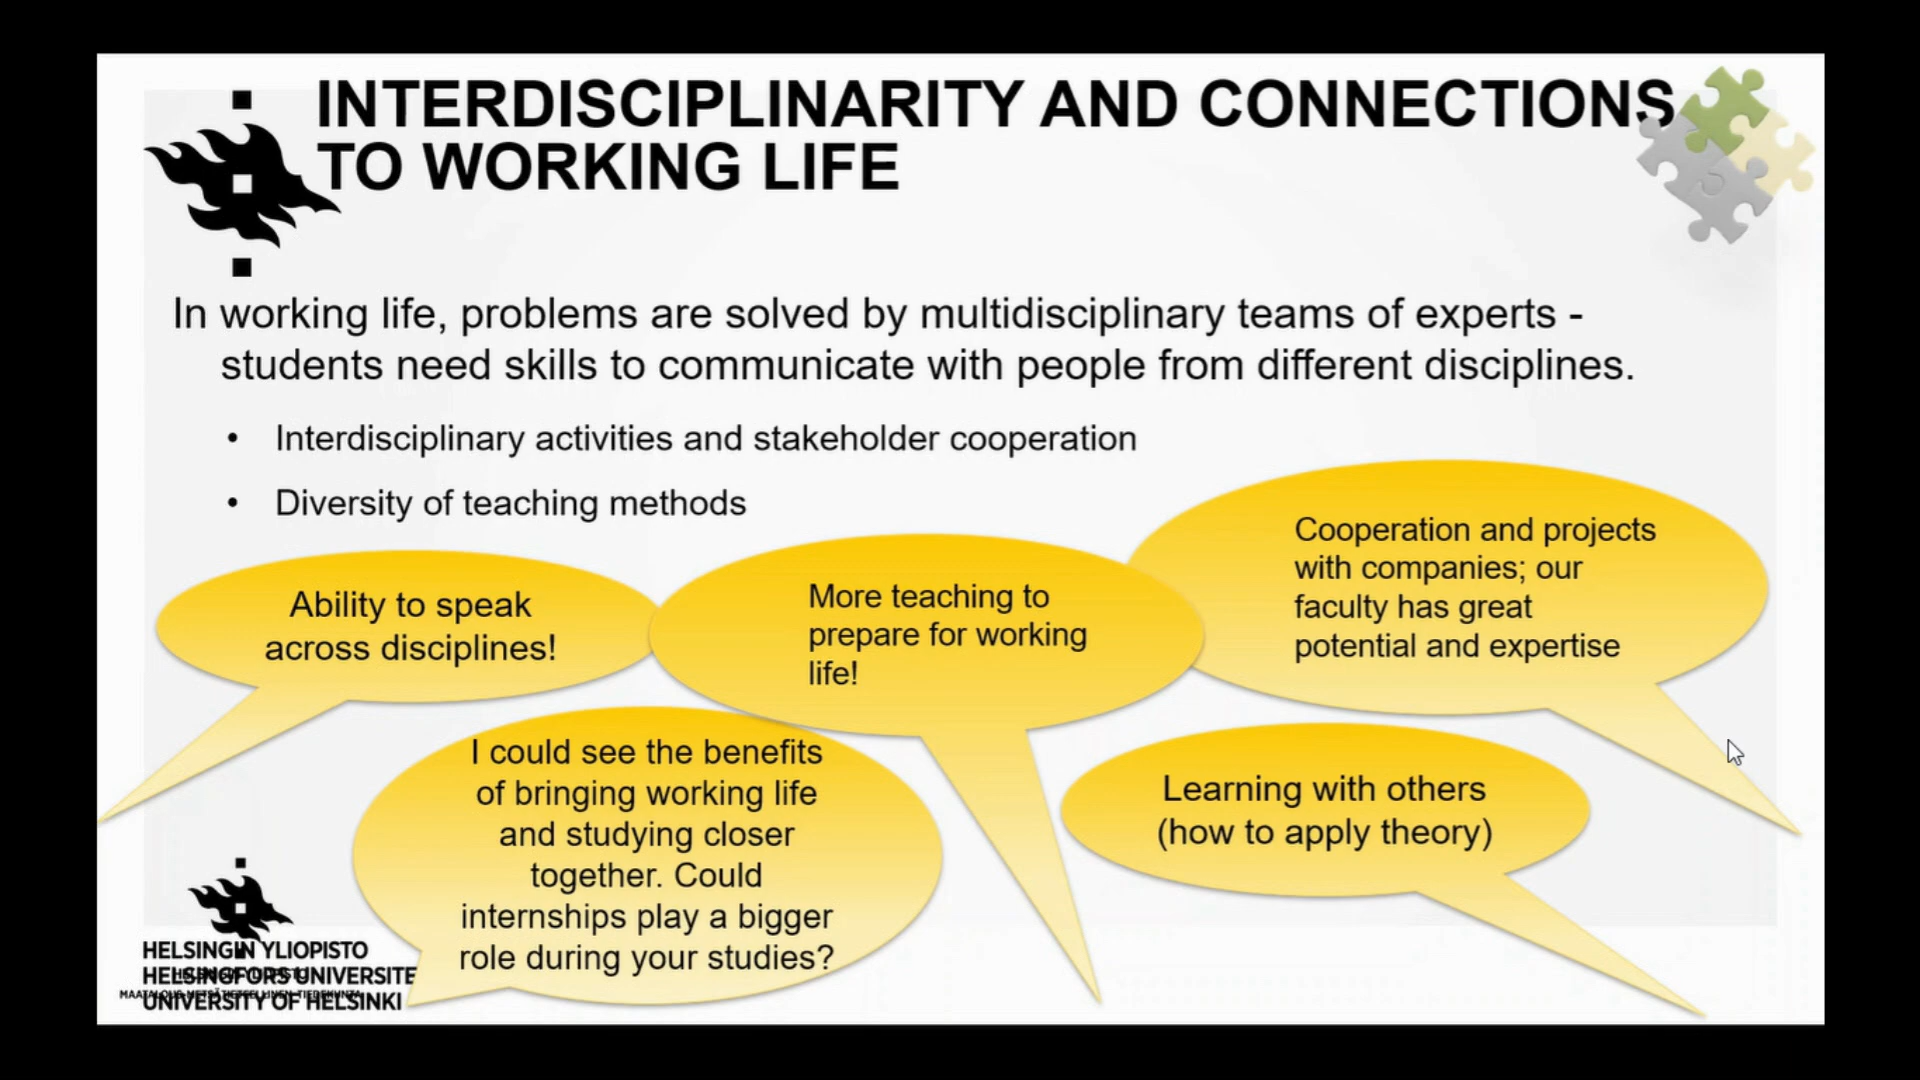 INTERDISCIPLINARITY AND CONNECTIONS
TO WORKING LIFE
In working life, problems are solved by multidisciplinary teams of experts -
students need skills to communicate with people from different disciplines.
• Interdisciplinary activities and stakeholder cooperation
• Diversity of teaching methods
Ability to speak
across disciplines!
More teaching to
prepare for working
life!
Cooperation and projects
with companies; our
faculty has great
potential and expertise
I could see the benefits
of bringing working life
and studying closer
together. Could
internships play a bigger
role during your studies?
Learning with others
(how to apply theory)
HELSINGIN YLIOPISTO
HELSINGFORS UNIVERSITE
UNIVERSITY OF HELSINKI